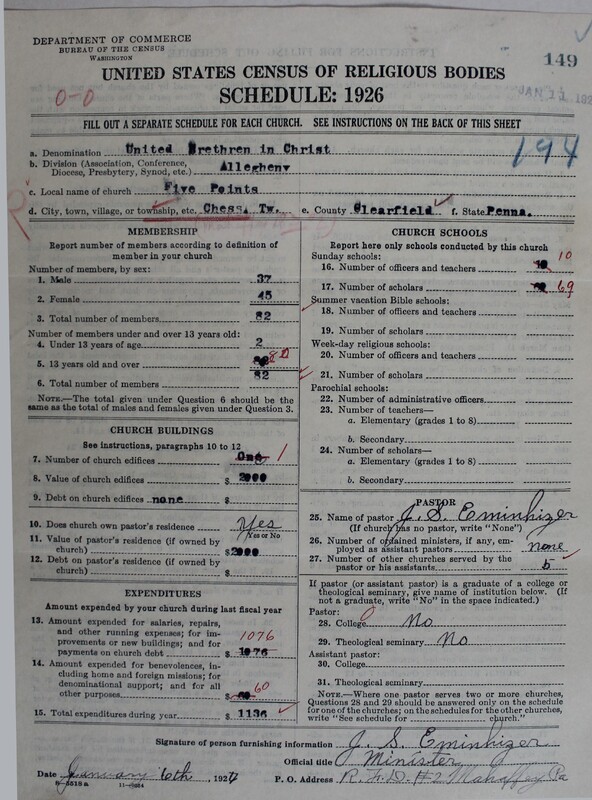 DEPARTMENT OF COMMERCE
BUREAU OF THE CENSUS
WASHINGTON
149
UNITED STATES CENSUS OF RELIGIOUS BODIES
JAN 11 192
0-0
SCHEDULE: 1926
FILL OUT A SEPARATE SCHEDULE FOR EACH CHURCH. SEE INSTRUCTIONS ON THE BACK OF THIS SHEET
194
a. Denomination United Brethren in Christ
b. Division (Association, Conference, Diocese, Presbytery, Synod, etc.) Allegheny
c. Local name of church Five Points
d. City, town, village, or township, etc. Chess, Tw. e. County Clearfield f. State Penna.
MEMBERSHIP
Report number of members according to definition of
member in your church
Number of members, by sex:
1. Male 37
2. Female 45
3. Total number of members 82
Number of members under and over 13 years old:
4. Under 13 years of age 2
5. 13 years old and over 80
6. Total number of members 82
NOTE.—The total given under Question 6 should be
same as the total of males and females given under Question 3.
CHURCH BUILDINGS
See instructions, paragraphs 10 to 12
7. Number of church edifices One 1
8. Value of church edifices $ 2000
9. Debt on church edifices none $
10. Does church own pastor's residence Yes
Yes or No
11. Value of pastor's residence (if owned by
church) $2000
12. Debt on pastor's residence (if owned by
church) $
EXPENDITURES
Amount expended by your church during last fiscal year
13. Amount expended for salaries, repairs,
and other running expenses; for im-
provements or new buildings; and for
payments on church debt $ 1076 1076
14. Amount expended for benevolences,
including home and foreign missions; for
denominational support; and for all
other purposes $ 60 60
15. Total expenditures during year $ 1136
CHURCH SCHOOLS
Report here only schools conducted by this church
Sunday schools:
16. Number of officers and teachers 10
17. Number of scholars 69
Summer vacation Bible schools:
18. Number of officers and teachers
19. Number of scholars
Week-day religious schools:
20. Number of officers and teachers
21. Number of scholars
Parochial schools:
22. Number of administrative officers
23. Number of teachers—
a. Elementary (grades 1 to 8)
b. Secondary
24. Number of scholars—
a. Elementary (grades 1 to 8)
b. Secondary
PASTOR
25. Name of pastor J. S. Eminhizer
(If church has no pastor, write "None")
26. Number of ordained ministers, if any, em-
ployed as assistant pastors none
27. Number of other churches served by the
pastor or his assistants 5
If pastor (or assistant pastor) is a graduate of a college or
theological seminary, give name of institution below. (If
not a graduate, write "No" in the space indicated.)
Pastor:
28. College No
29. Theological seminary No
Assistant pastor:
30. College
31. Theological seminary
NOTE.—Where one pastor serves two or more churches,
Questions 28 and 29 should be answered only on the schedule
for one of the churches; on the schedules for the other churches,
write "See schedule for church."
Signature of person furnishing information J. S. Eminhizer
Official title Minister
Date January 6th, 1927 P. O. Address R. F. D. #2 Mahaffey Pa
8-5518a 11-9224